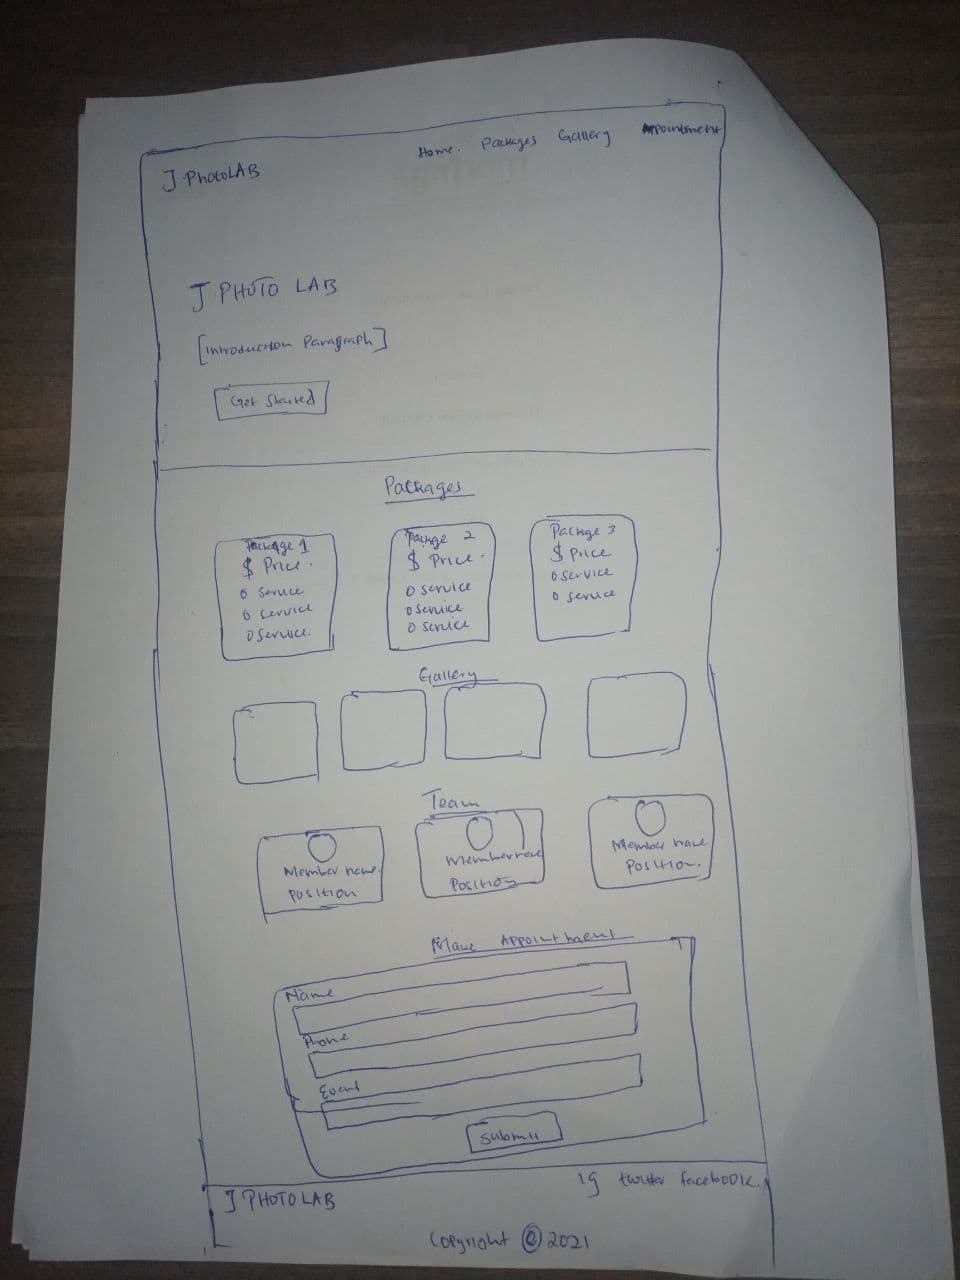 J PhotoLAB
Home. Packages Gallery Appointment
J PHOTO LAB
[Introduction Paragraph]
Get Started
Packages
Package 1
$ Price.
o Service
o service
o Service.
Package 2
$ Price.
o service
o service
o service
Package 3
$ Price
o service
o service
Gallery
Team
Member name
Position
Member name
Position
Member name
Position.
Make Appointment
Name
Phone
Event
Submit
J PHOTO LAB
ig twitter facebook.
Copyright © 2021